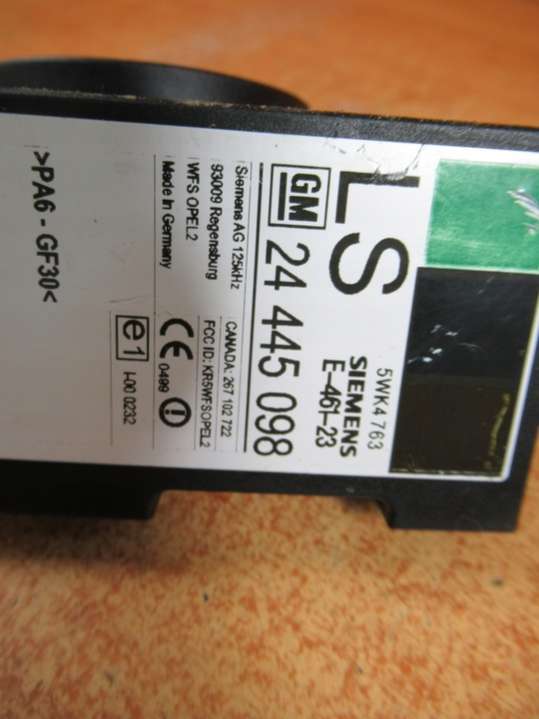 LS
5WK4 763
SIEMENS
E-461-23
GM 24 445 098
Siemens AG 125kHz
93009 Regensburg
WFS OPEL2
Made in Germany
CANADA: 267 102 722
FCC ID: KR5WFSOPEL2
CE 0499
e1 I-00 0232
>PA6 - GF30<